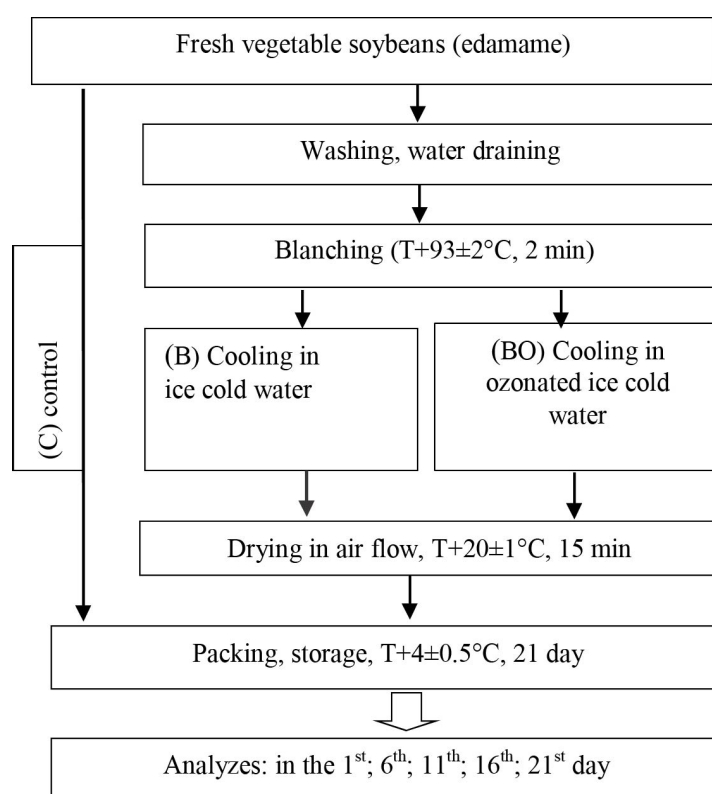 Fresh vegetable soybeans (edamame)
Washing, water draining
Blanching (T+93±2°C, 2 min)
(C) control
(B) Cooling in
ice cold water
(BO) Cooling in
ozonated ice cold
water
Drying in air flow, T+20±1°C, 15 min
Packing, storage, T+4±0.5°C, 21 day
Analyzes: in the 1st; 6th; 11th; 16th; 21st day